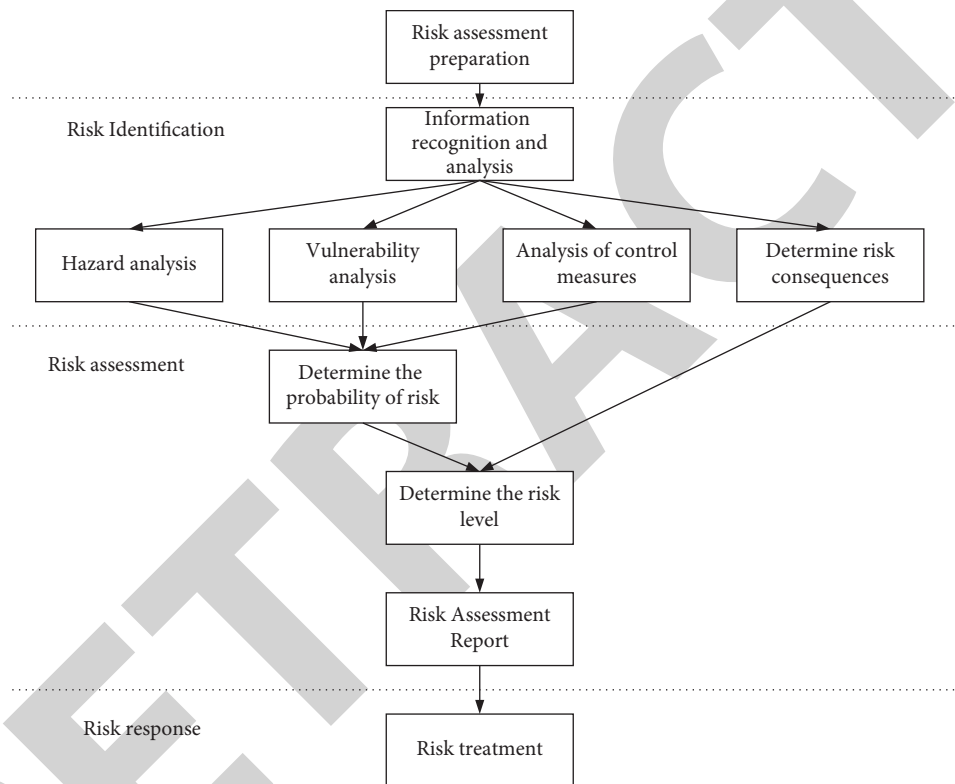 Risk assessment
preparation
Risk Identification
Information
recognition and
analysis
Hazard analysis
Vulnerability
analysis
Analysis of control
measures
Determine risk
consequences
Risk assessment
Determine the
probability of risk
Determine the risk
level
Risk Assessment
Report
Risk response
Risk treatment
ETRACT